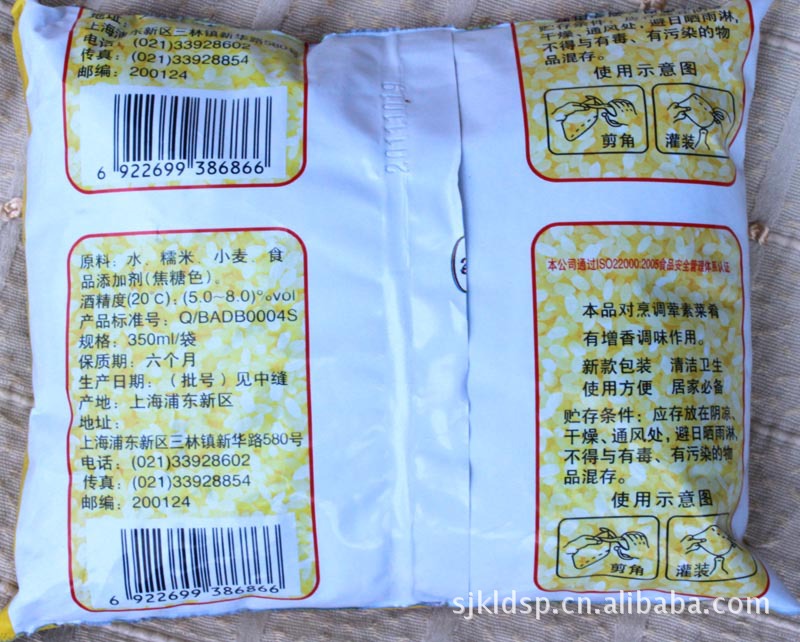 地址:
上海浦东新区三林镇新华路580号
电话: (021)33928602
传真: (021)33928854
邮编: 200124
6 922699 386866
原料: 水、糯米、小麦、食
品添加剂(焦糖色)。
酒精度(20℃): (5.0~8.0)%vol
产品标准号: Q/BADB0004S
规格: 350ml/袋
保质期: 六个月
生产日期: (批号) 见中缝
产地: 上海浦东新区
地址:
上海浦东新区三林镇新华路580号
电话: (021)33928602
传真: (021)33928854
邮编: 200124
6 922699 386866
干燥、通风处, 避日晒雨淋,
不得与有毒、有污染的物
品混存。
使用示意图
剪角
灌装
本公司通过ISO22000:2005食品安全管理体系认证
本品对烹调荤素菜肴
有增香调味作用。
新款包装 清洁卫生
使用方便 居家必备
贮存条件: 应存放在阴凉、
干燥、通风处, 避日晒雨淋,
不得与有毒、有污染的物
品混存。
使用示意图
剪角
灌装
sjkldsp.cn.alibaba.com